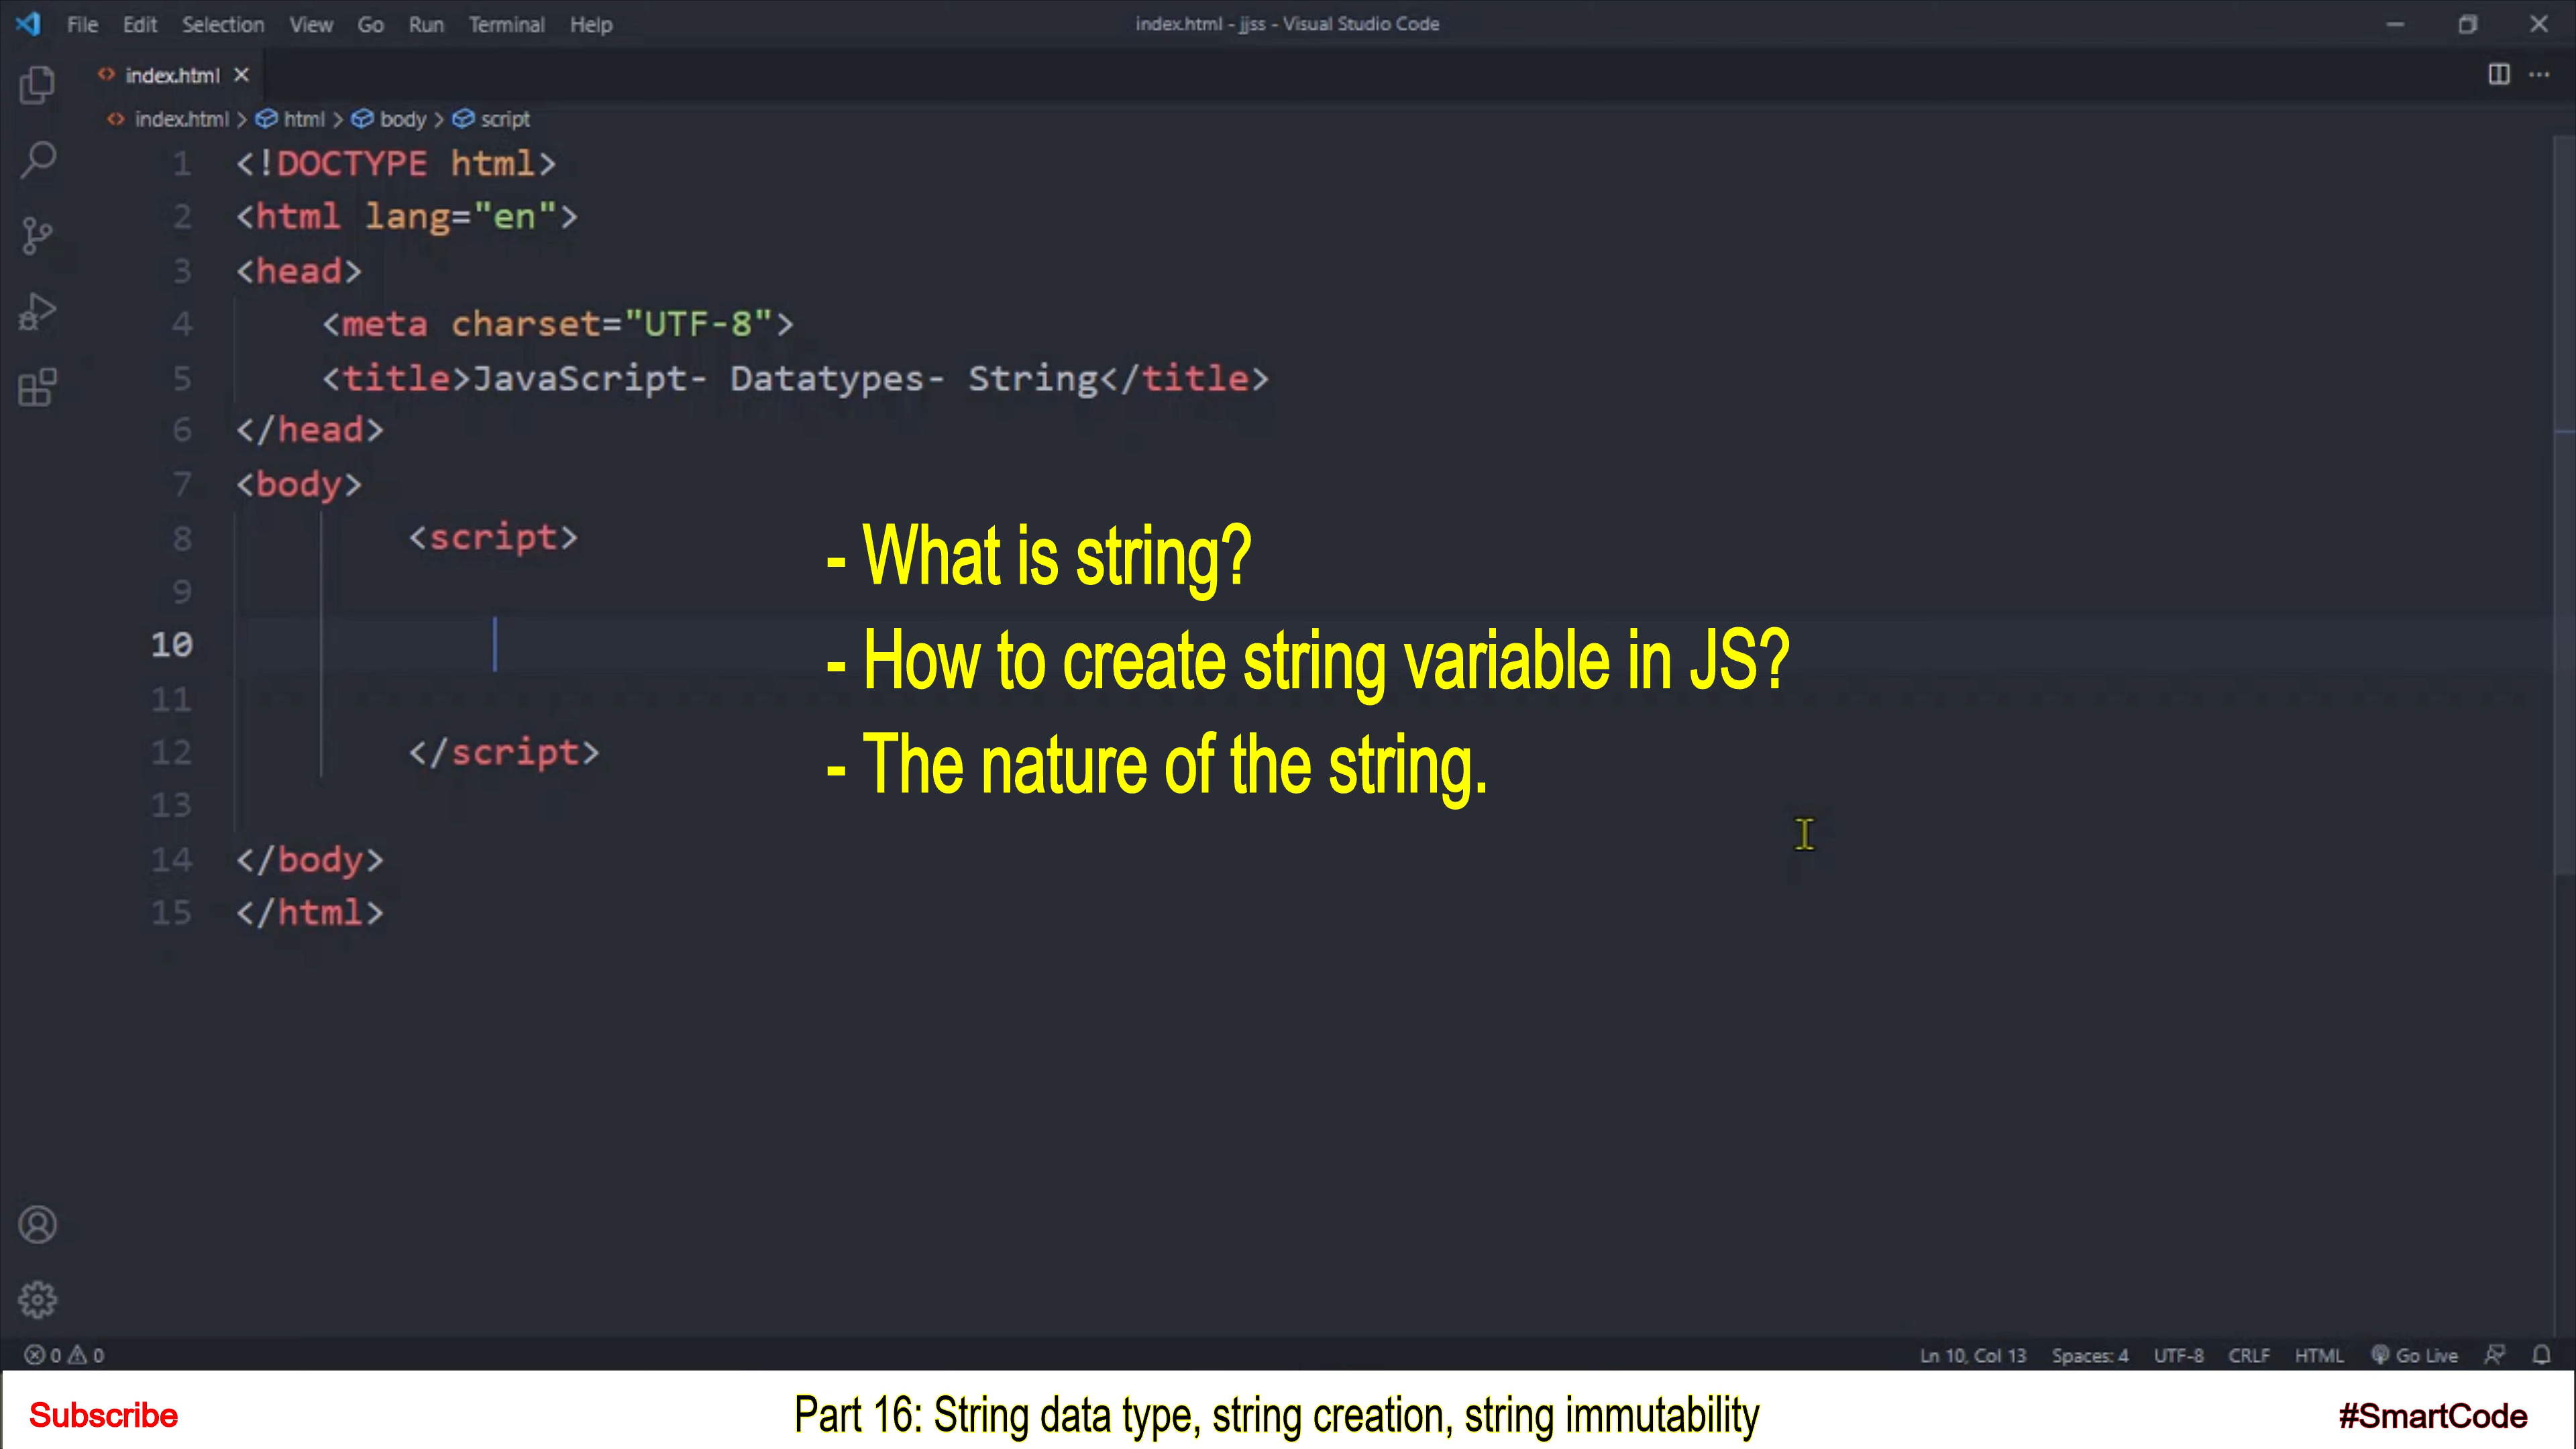 File Edit Selection View Go Run Terminal Help
index.html - jjss - Visual Studio Code
index.html
index.html > html > body > script
1 <!DOCTYPE html>
2 <html lang="en">
3 <head>
4 <meta charset="UTF-8">
5 <title>JavaScript- Datatypes- String</title>
6 </head>
7 <body>
8 <script>
9
10
11
12 </script>
13
14 </body>
15 </html>
- What is string?
- How to create string variable in JS?
- The nature of the string.
0 0
Ln 10, Col 13 Spaces: 4 UTF-8 CRLF HTML Go Live
Subscribe
Part 16: String data type, string creation, string immutability
#SmartCode